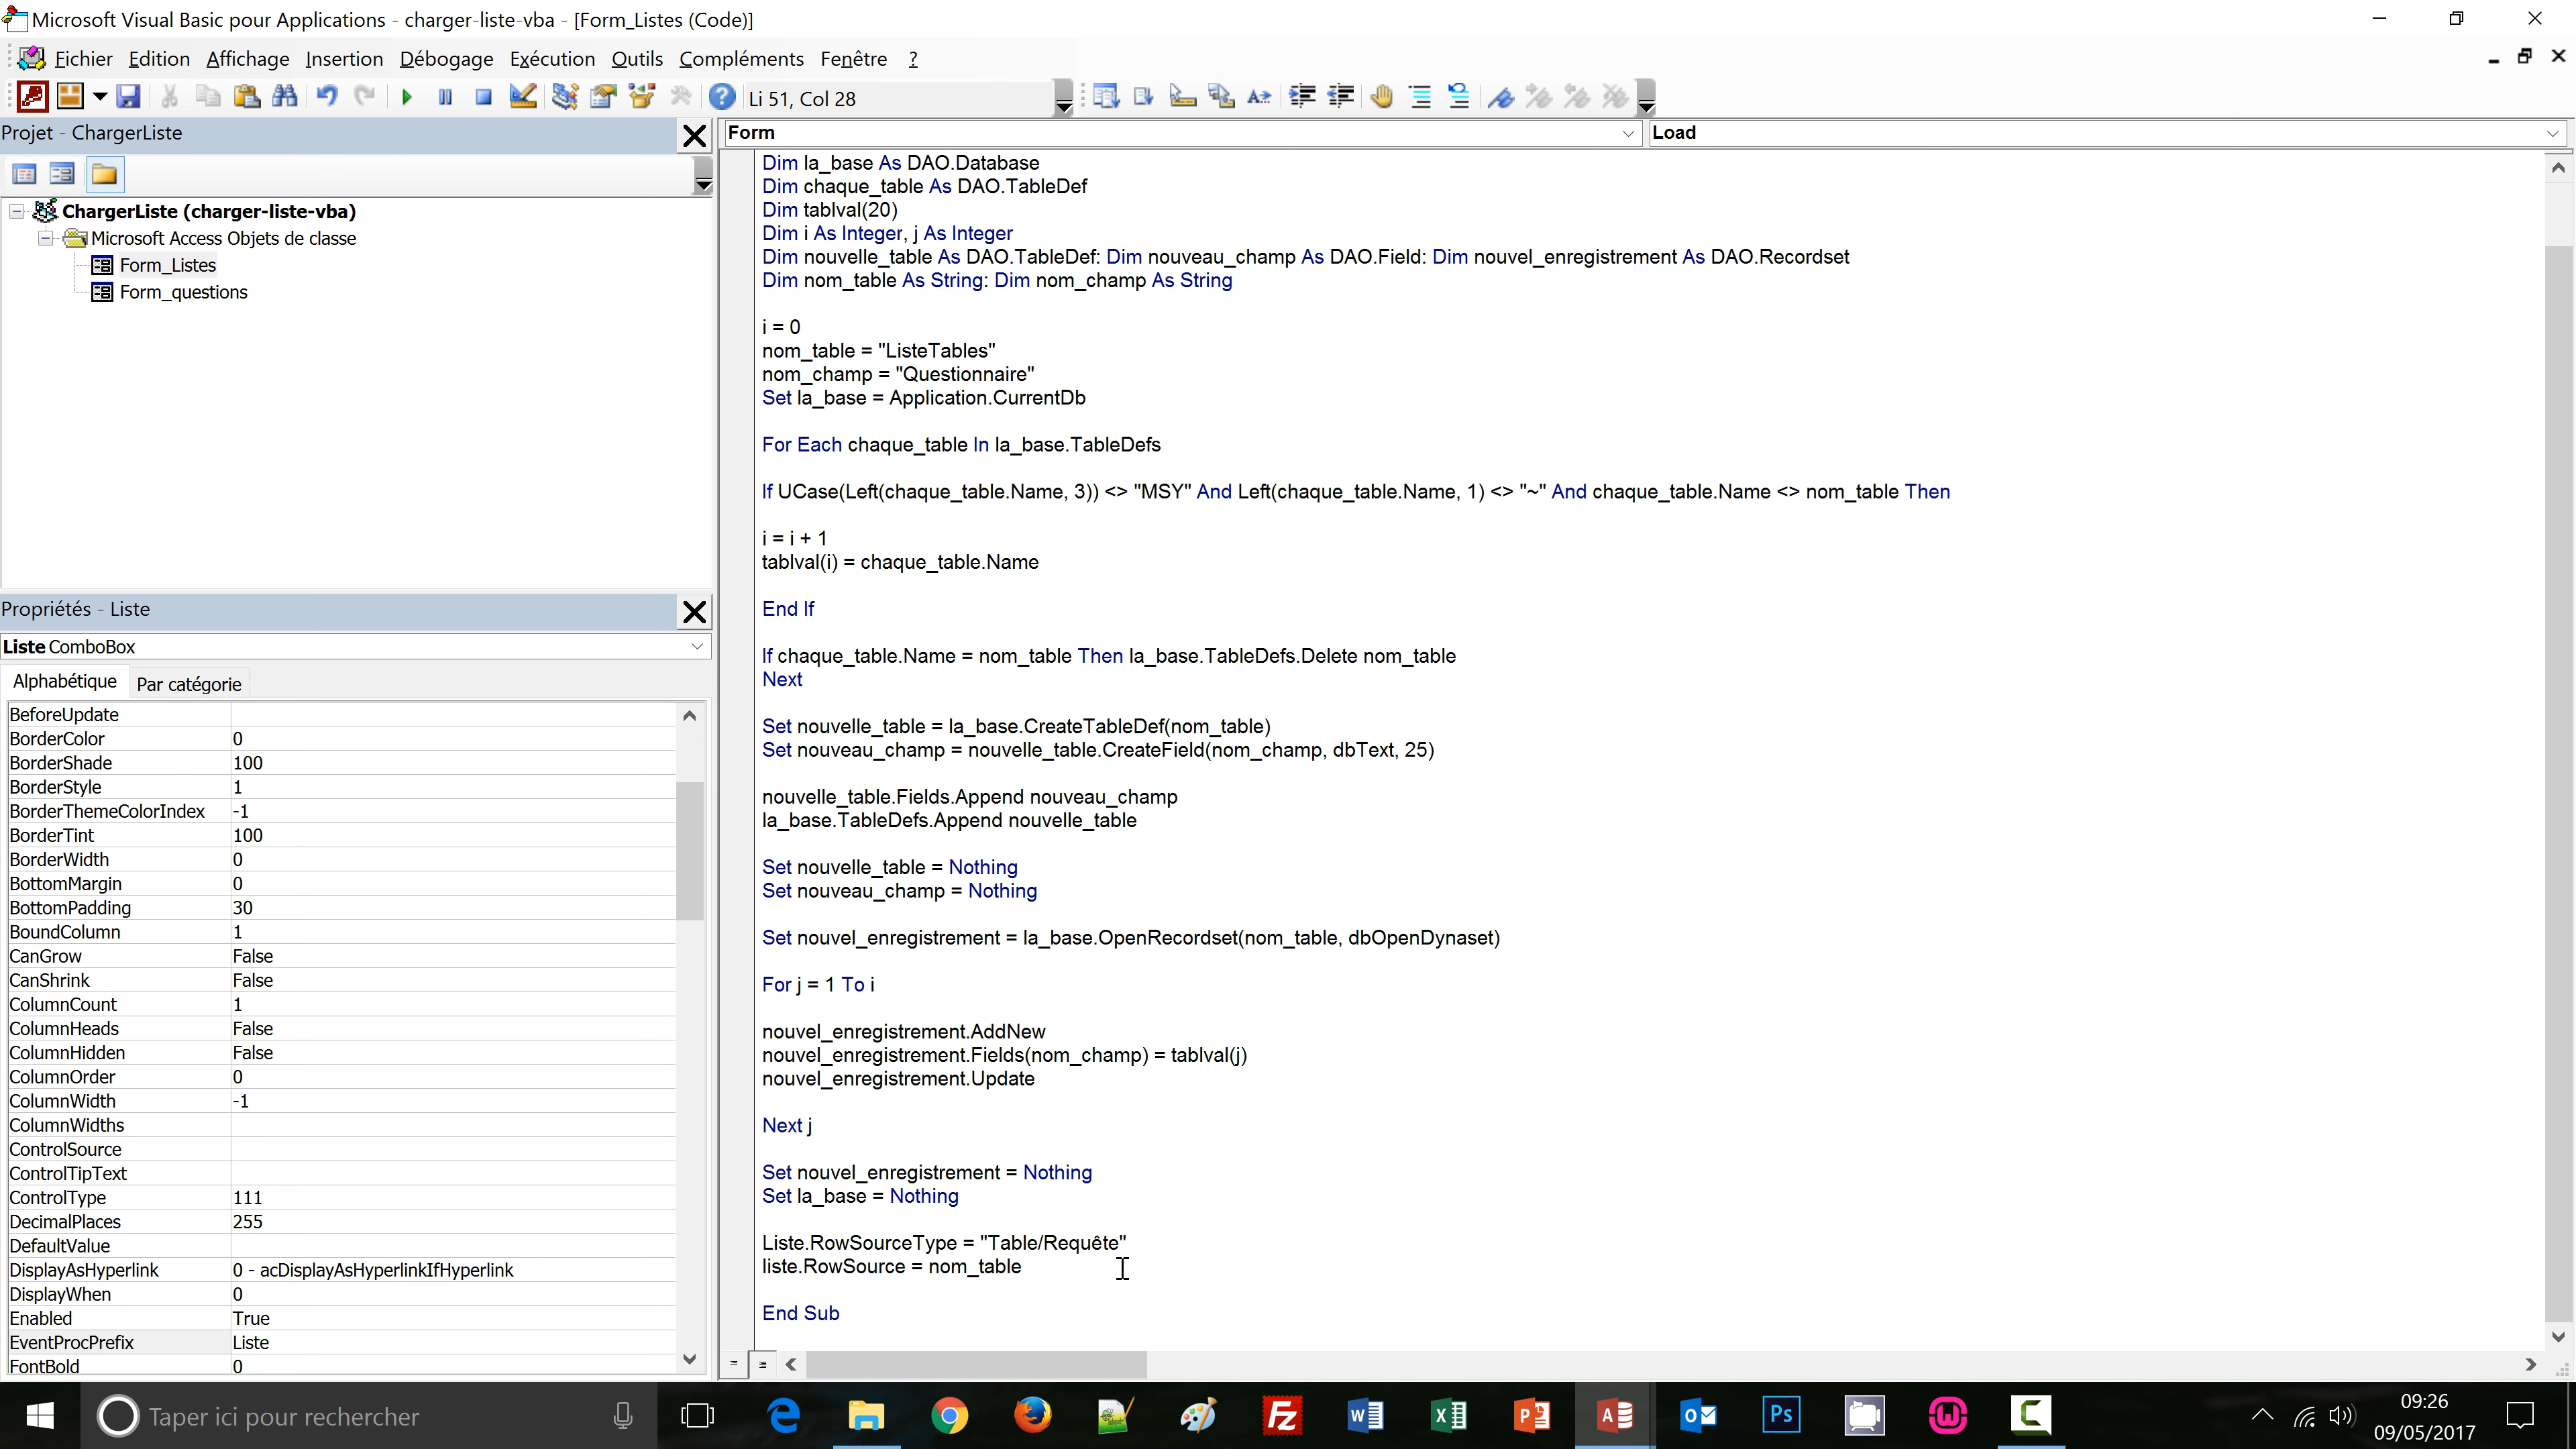 Microsoft Visual Basic pour Applications - charger-liste-vba - [Form_Listes (Code)]
Fichier Edition Affichage Insertion Débogage Exécution Outils Compléments Fenêtre ?
Li 51, Col 28
Projet - ChargerListe
ChargerListe (charger-liste-vba)
Microsoft Access Objets de classe
Form_Listes
Form_questions
Propriétés - Liste
Liste ComboBox
Alphabétique Par catégorie
BeforeUpdate
BorderColor 0
BorderShade 100
BorderStyle 1
BorderThemeColorIndex -1
BorderTint 100
BorderWidth 0
BottomMargin 0
BottomPadding 30
BoundColumn 1
CanGrow False
CanShrink False
ColumnCount 1
ColumnHeads False
ColumnHidden False
ColumnOrder 0
ColumnWidth -1
ColumnWidths
ControlSource
ControlTipText
ControlType 111
DecimalPlaces 255
DefaultValue
DisplayAsHyperlink 0 - acDisplayAsHyperlinkIfHyperlink
DisplayWhen 0
Enabled True
EventProcPrefix Liste
FontBold 0
Form Load
Dim la_base As DAO.Database
Dim chaque_table As DAO.TableDef
Dim tablval(20)
Dim i As Integer, j As Integer
Dim nouvelle_table As DAO.TableDef: Dim nouveau_champ As DAO.Field: Dim nouvel_enregistrement As DAO.Recordset
Dim nom_table As String: Dim nom_champ As String
i = 0
nom_table = "ListeTables"
nom_champ = "Questionnaire"
Set la_base = Application.CurrentDb
For Each chaque_table In la_base.TableDefs
If UCase(Left(chaque_table.Name, 3)) <> "MSY" And Left(chaque_table.Name, 1) <> "~" And chaque_table.Name <> nom_table Then
i = i + 1
tablval(i) = chaque_table.Name
End If
If chaque_table.Name = nom_table Then la_base.TableDefs.Delete nom_table
Next
Set nouvelle_table = la_base.CreateTableDef(nom_table)
Set nouveau_champ = nouvelle_table.CreateField(nom_champ, dbText, 25)
nouvelle_table.Fields.Append nouveau_champ
la_base.TableDefs.Append nouvelle_table
Set nouvelle_table = Nothing
Set nouveau_champ = Nothing
Set nouvel_enregistrement = la_base.OpenRecordset(nom_table, dbOpenDynaset)
For j = 1 To i
nouvel_enregistrement.AddNew
nouvel_enregistrement.Fields(nom_champ) = tablval(j)
nouvel_enregistrement.Update
Next j
Set nouvel_enregistrement = Nothing
Set la_base = Nothing
Liste.RowSourceType = "Table/Requête"
liste.RowSource = nom_table
End Sub
Taper ici pour rechercher
09:26
09/05/2017